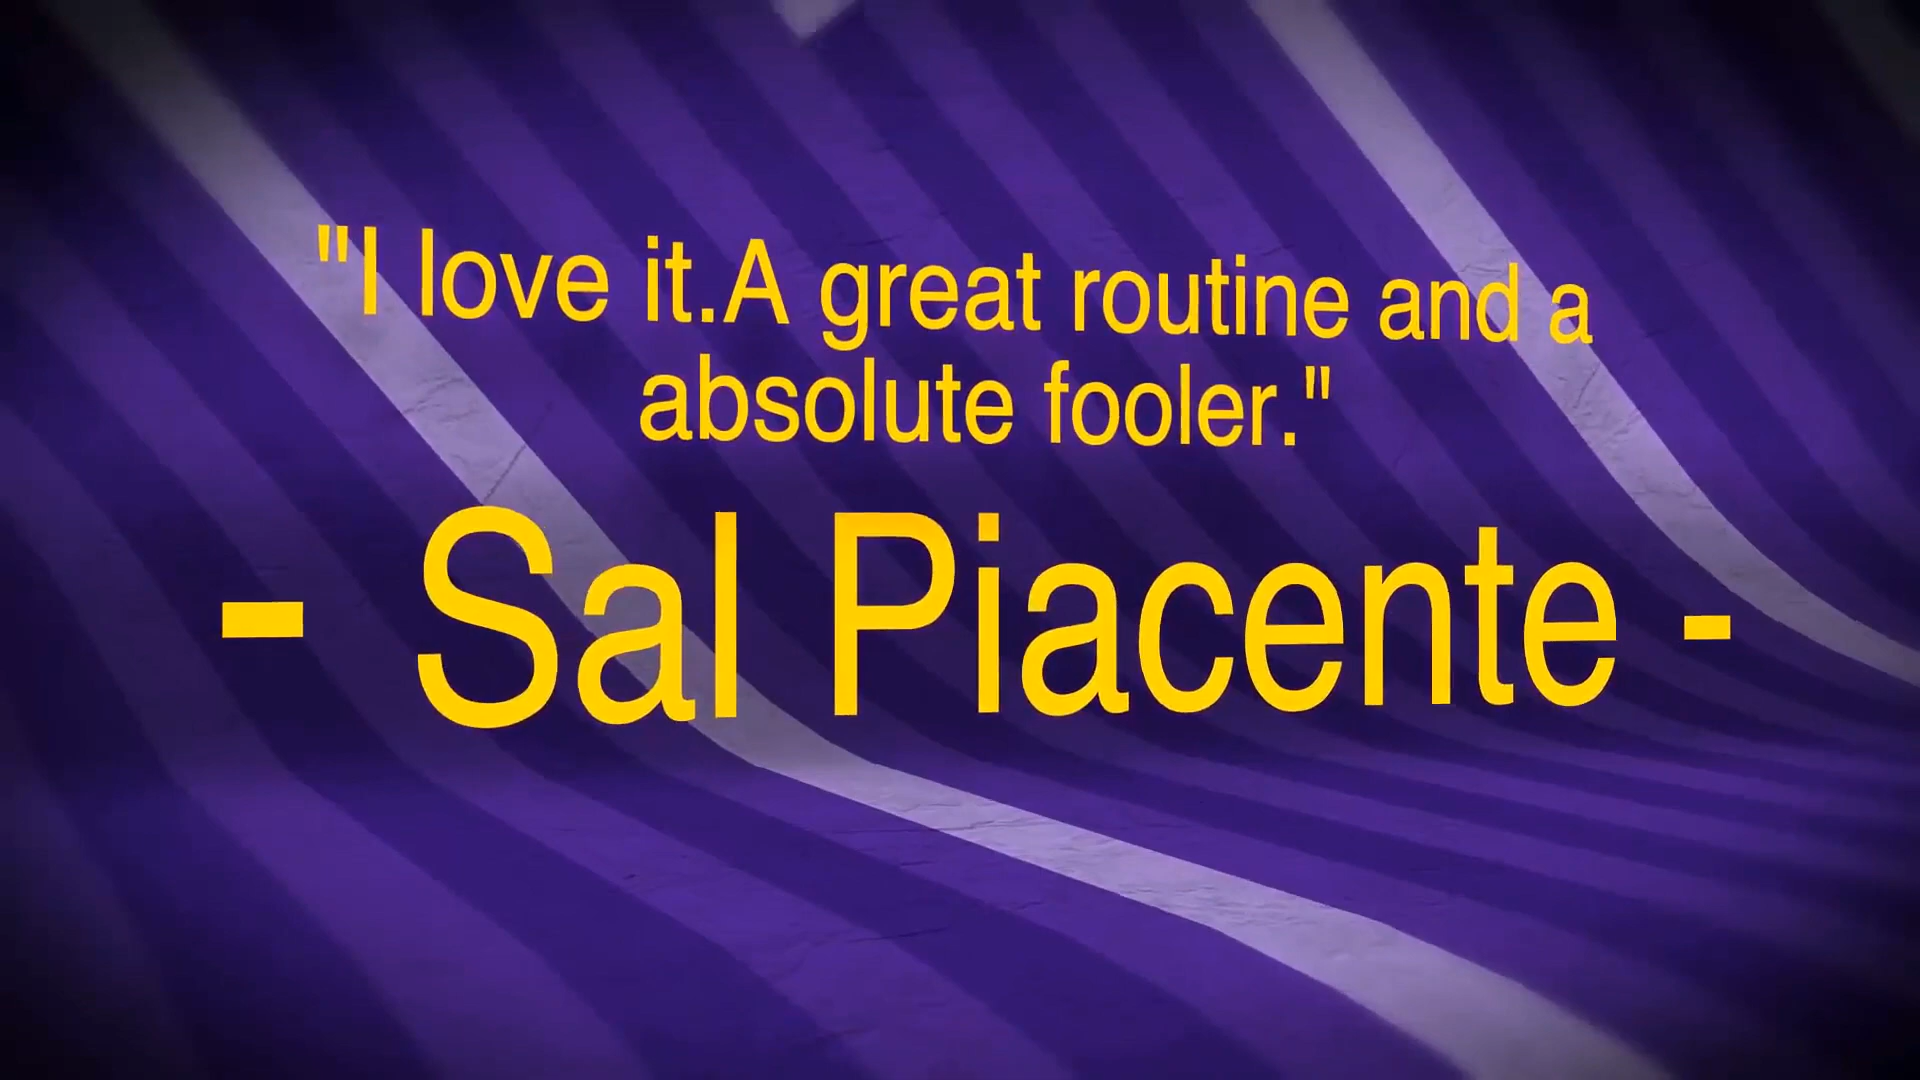 "I love it.A great routine and a
absolute fooler."
- Sal Piacente -